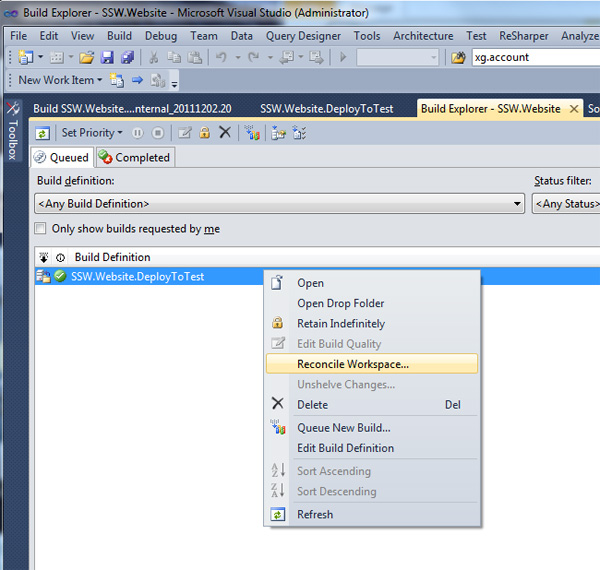 Build Explorer - SSW.Website - Microsoft Visual Studio (Administrator)
File Edit View Build Debug Team Data Query Designer Tools Architecture Test ReSharper Analyze
xg.account
New Work Item
Build SSW.Website....nternal_20111202.20 SSW.Website.DeployToTest Build Explorer - SSW.Website So
Toolbox
Set Priority
Queued Completed
Build definition: Status filter:
<Any Build Definition> <Any Status>
Only show builds requested by me
Build Definition
SSW.Website.DeployToTest
Open
Open Drop Folder
Retain Indefinitely
Edit Build Quality
Reconcile Workspace...
Unshelve Changes...
Delete Del
Queue New Build...
Edit Build Definition
Sort Ascending
Sort Descending
Refresh